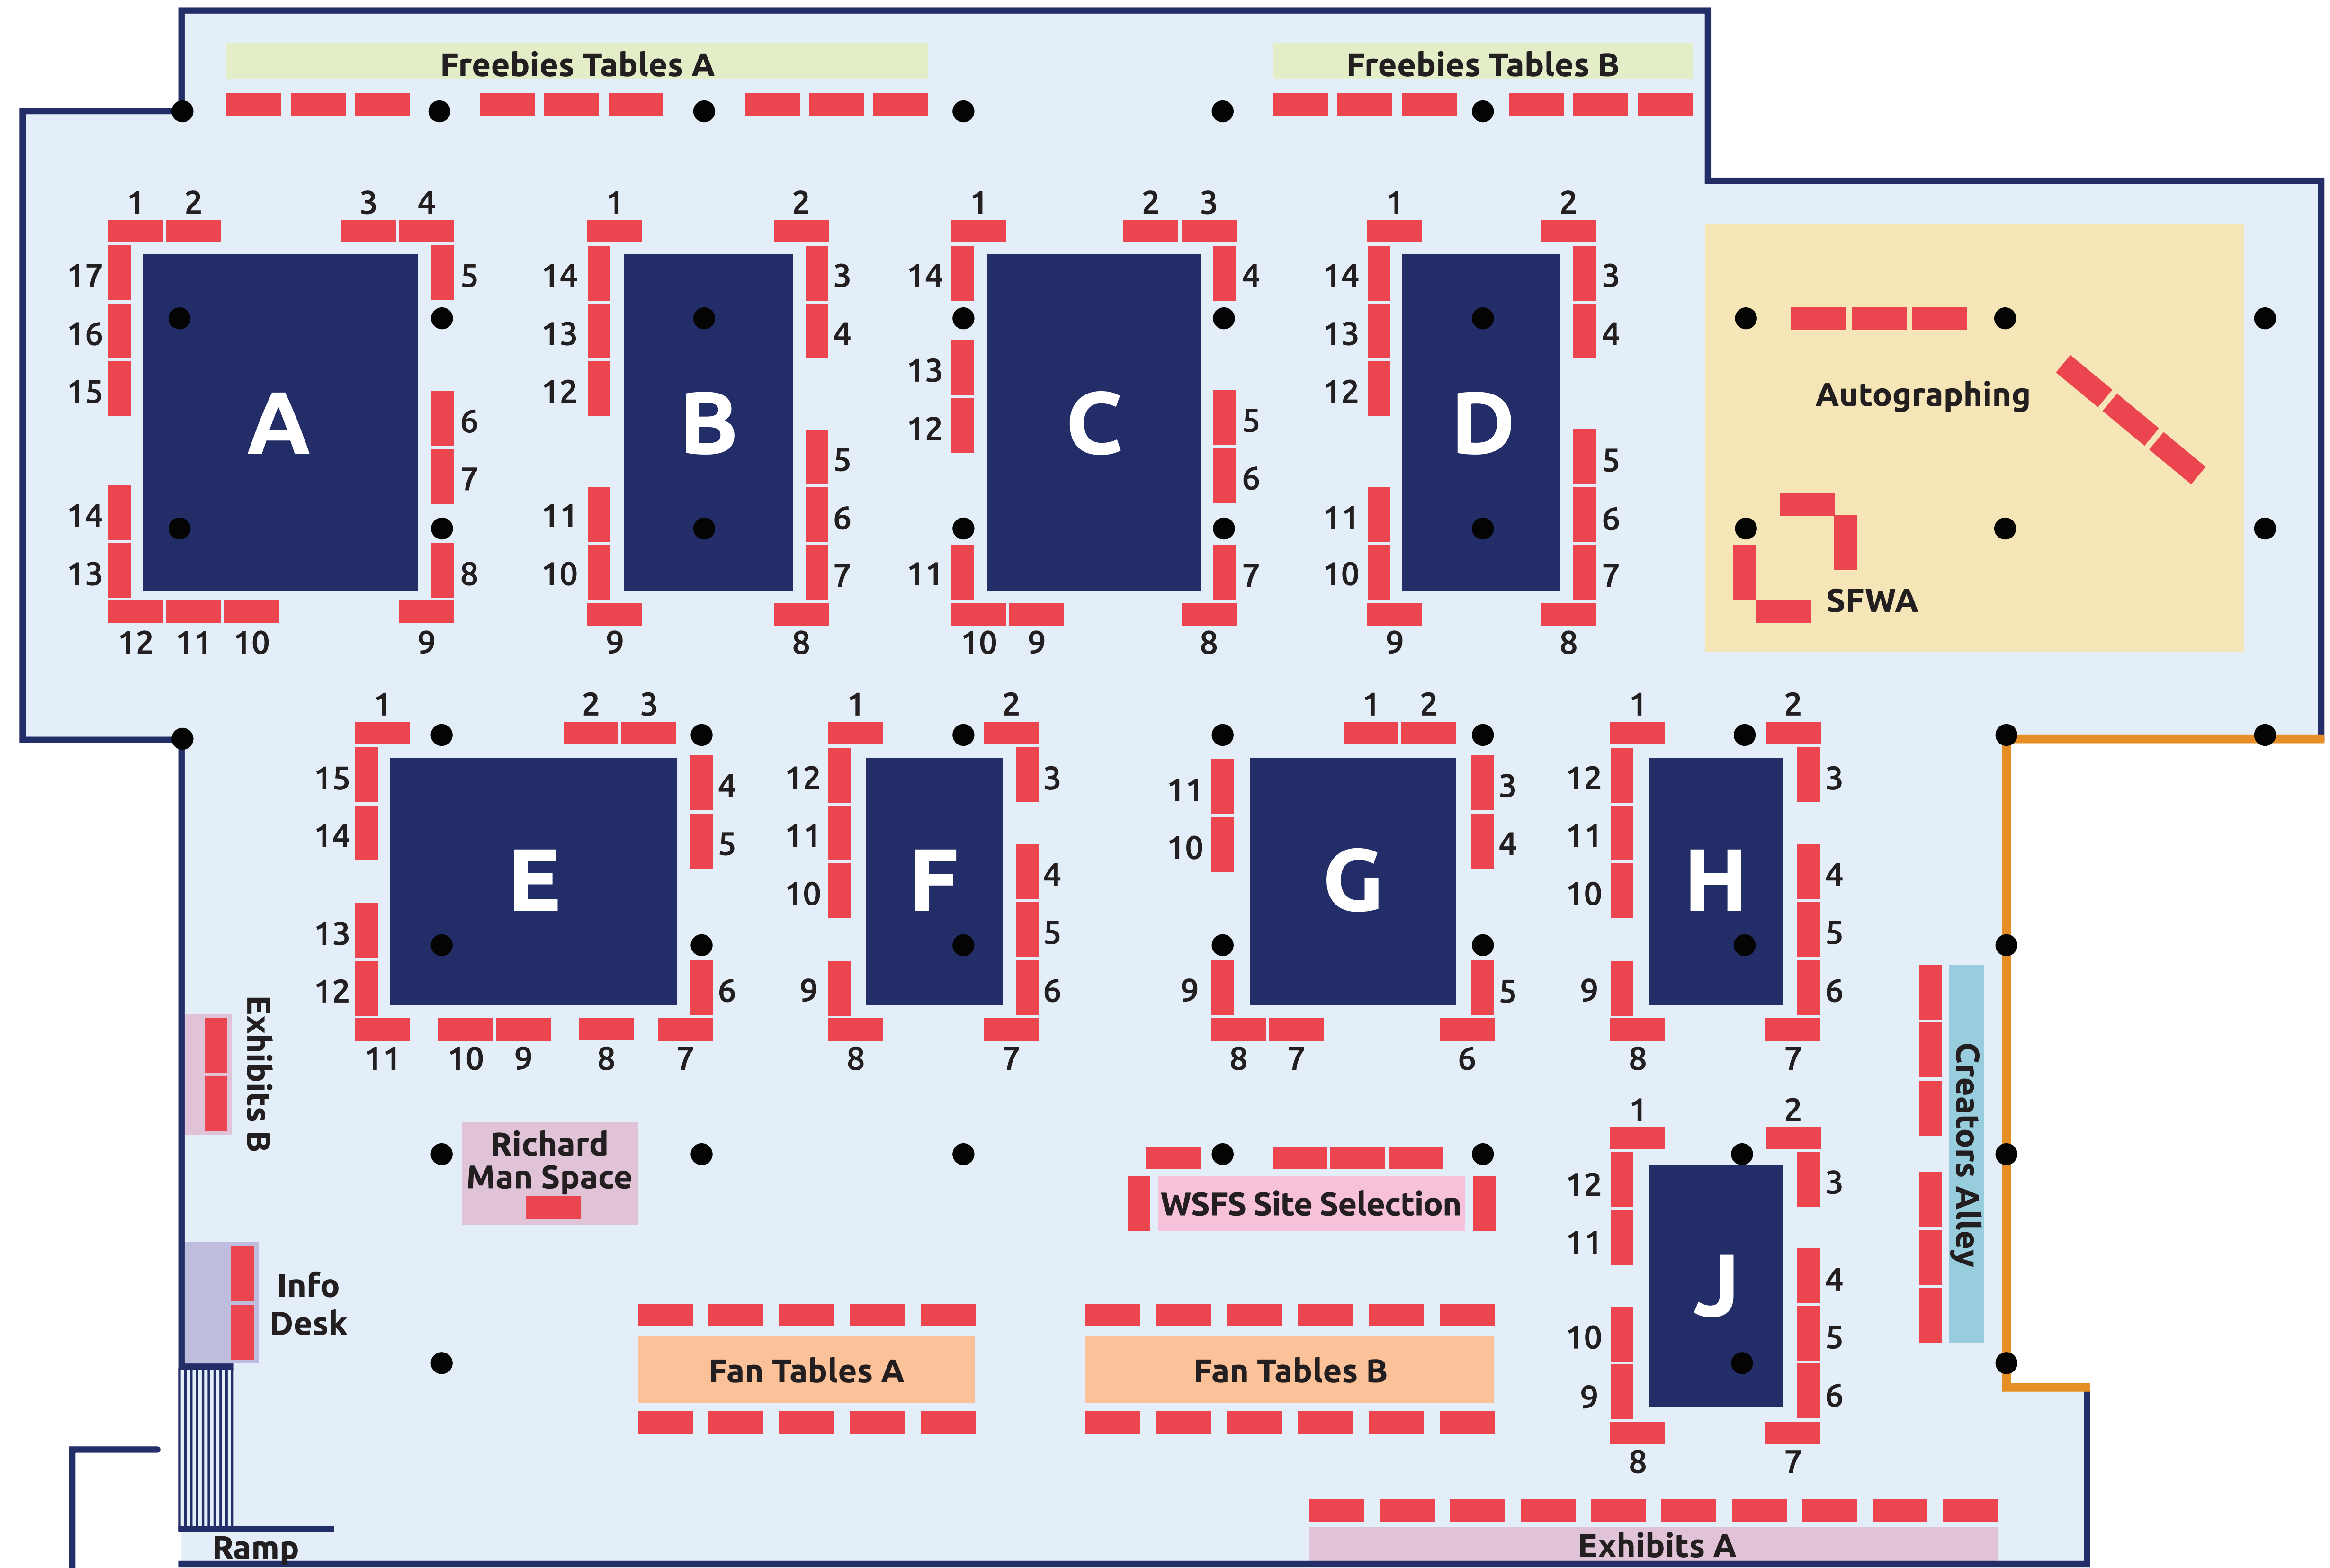 Freebies Tables A
Freebies Tables B
1 2 3 4
1 2
1 2 3
1 2
17 5 14 3 14 4 14 3
16 13 4 13 4
15 A 6 12 B 5 13 C 5 12 D 5
7 12 6
14 11 6 11 6
13 8 10 7 11 7 10 7
12 11 10 9
9 8
10 9 8
9 8
Autographing
SFWA
1 2 3
1 2
1 2
1 2
15 4 12 3 11 3 12 3
14 5 11 10 4 11
E 10 F 4 G 10 H 4
13 5 5
12 6 9 6 9 5 9 6
11 10 9 8 7
8 7
8 7 6
8 7
Exhibits B
Richard
Man Space
WSFS Site Selection
1 2
12 3
11
J 4
10 5
9 6
8 7
Creators Alley
Info
Desk
Fan Tables A
Fan Tables B
Ramp
Exhibits A